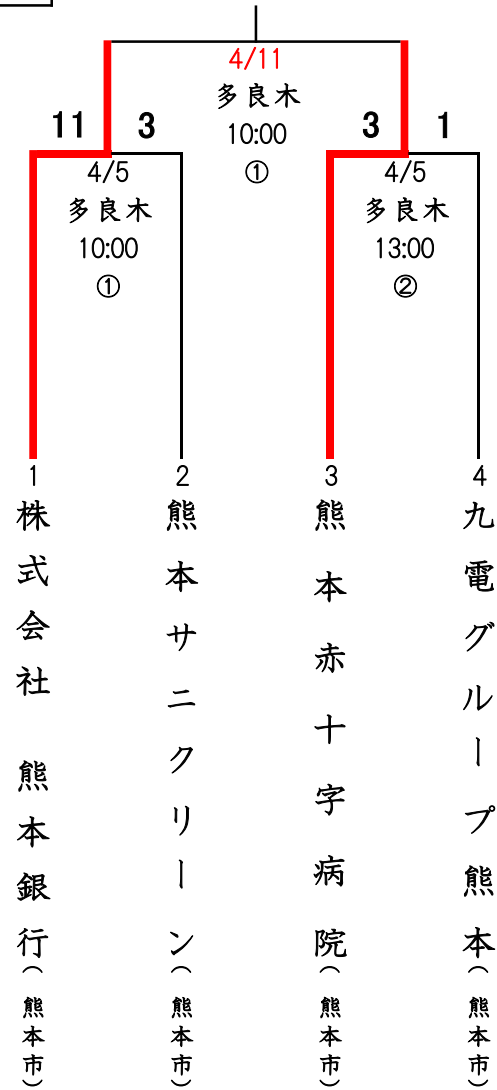 4/11
多良木
10:00
①
11 3
4/5
多良木
10:00
①
3 1
4/5
多良木
13:00
②
1
株式会社 熊本銀行(熊本市)
2
熊本サニクリーン(熊本市)
3
熊本赤十字病院(熊本市)
4
九電グループ熊本(熊本市)